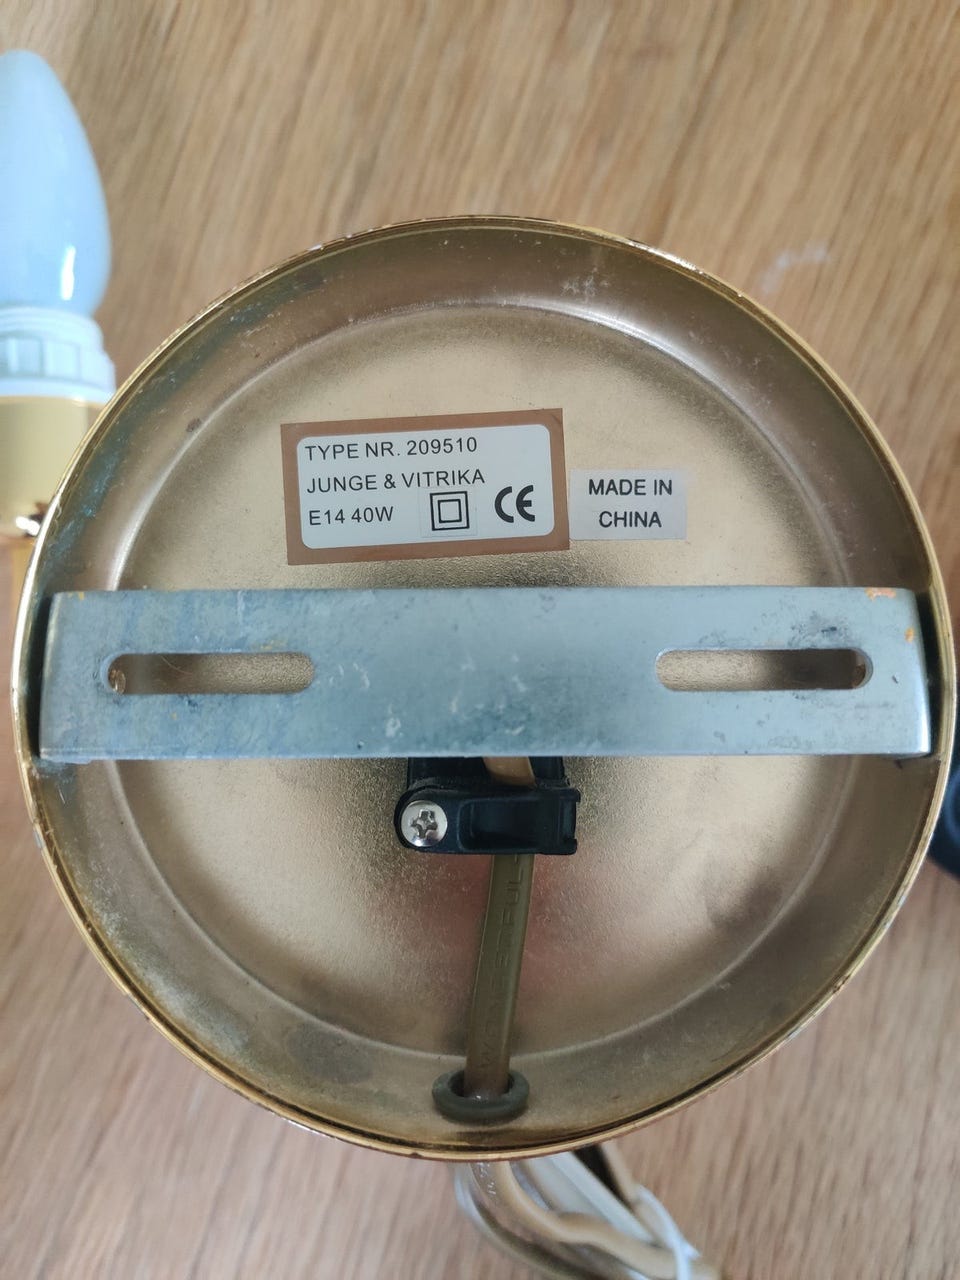 TYPE NR. 209510
JUNGE & VITRIKA
E14 40W CE
MADE IN
CHINA